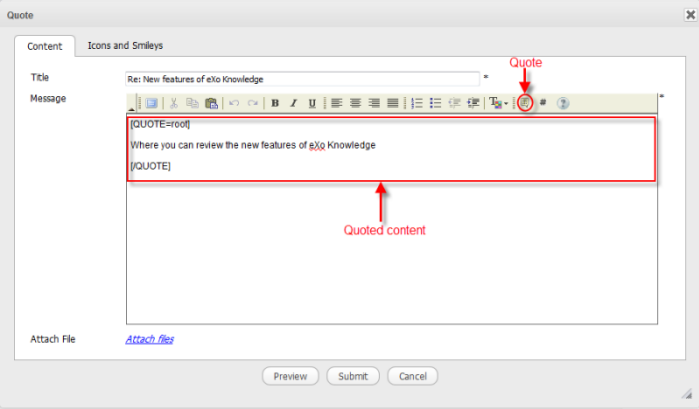 Quote
Content Icons and Smileys
Quote
Title Re: New features of eXo Knowledge *
Message B I U # ? *
[QUOTE=root]
Where you can review the new features of eXo Knowledge
[/QUOTE]
Quoted content
Attach File Attach files
Preview Submit Cancel